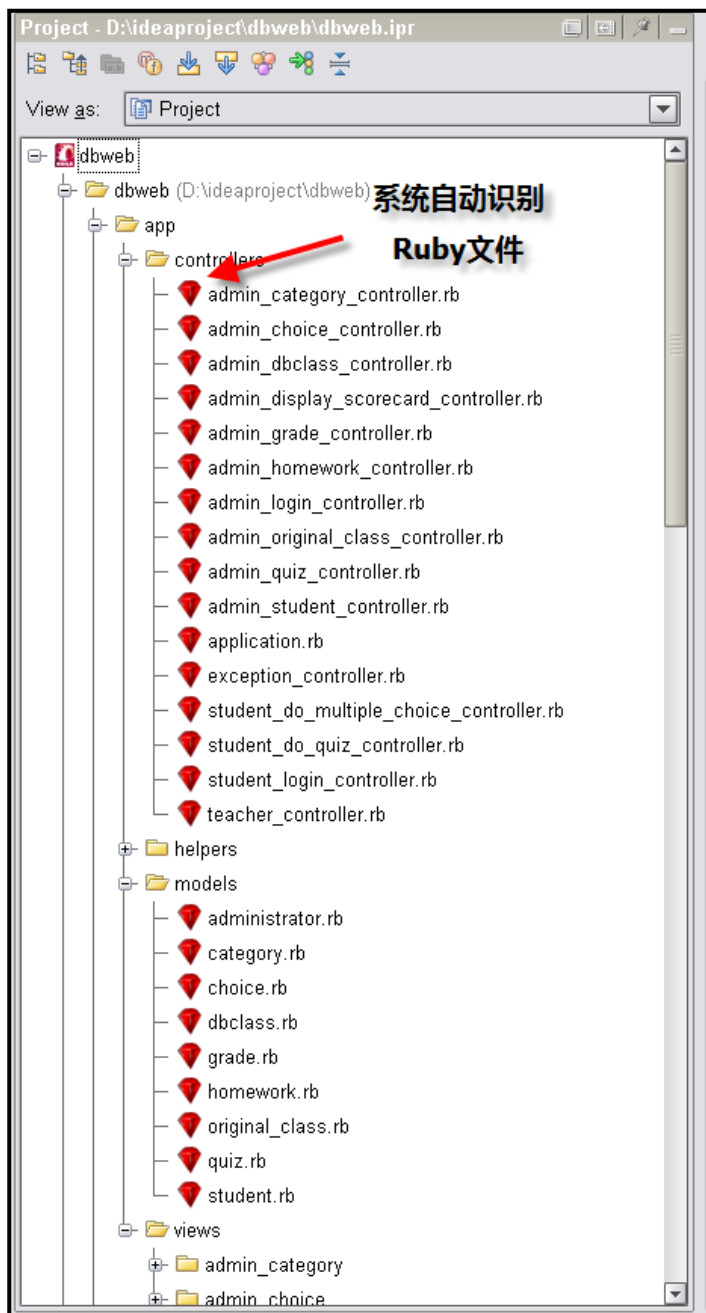 Project - D:\ideaproject\dbweb\dbweb.ipr
View as: Project
dbweb
dbweb (D:\ideaproject\dbweb)
系统自动识别
app
Ruby文件
controllers
admin_category_controller.rb
admin_choice_controller.rb
admin_dbclass_controller.rb
admin_display_scorecard_controller.rb
admin_grade_controller.rb
admin_homework_controller.rb
admin_login_controller.rb
admin_original_class_controller.rb
admin_quiz_controller.rb
admin_student_controller.rb
application.rb
exception_controller.rb
student_do_multiple_choice_controller.rb
student_do_quiz_controller.rb
student_login_controller.rb
teacher_controller.rb
helpers
models
administrator.rb
category.rb
choice.rb
dbclass.rb
grade.rb
homework.rb
original_class.rb
quiz.rb
student.rb
views
admin_category
admin_choice